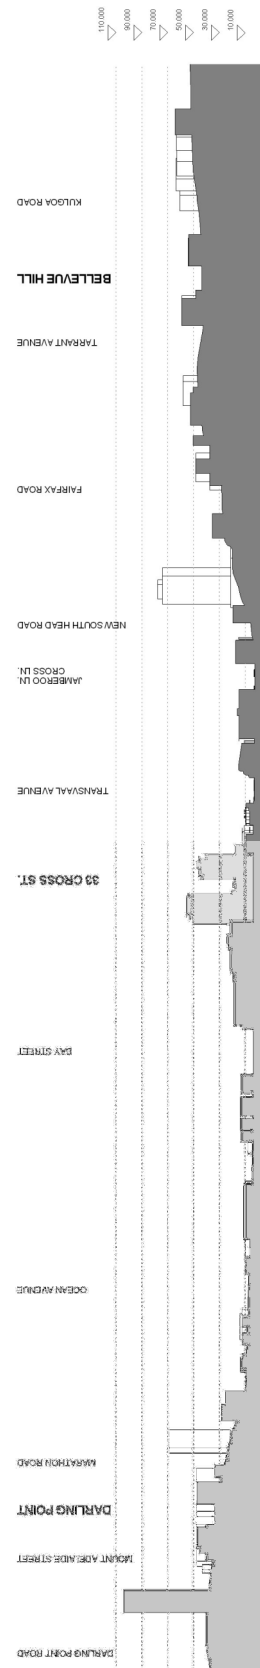 110 000
90 000
70 000
50 000
30 000
10 000
KULGOA ROAD
BELLEVUE HILL
TARRANT AVENUE
FAIRFAX ROAD
NEW SOUTH HEAD ROAD
JAMBEROO LN.
CROSS LN.
TRANSVAAL AVENUE
33 CROSS ST.
BAY STREET
OCEAN AVENUE
MARATHON ROAD
DARLING POINT
MOUNT ADELAIDE STREET
DARLING POINT ROAD